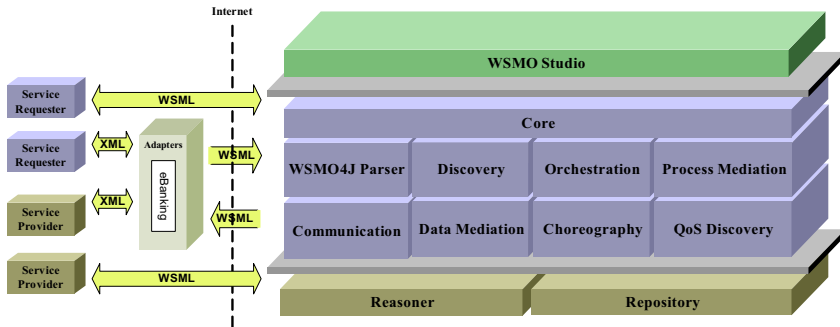 Internet
WSMO Studio
Service
Requester
WSML
Core
Service
Requester
XML
Adapters
WSML
WSMO4J Parser
Discovery
Orchestration
Process Mediation
eBanking
Service
Provider
XML
WSML
Communication
Data Mediation
Choreography
QoS Discovery
Service
Provider
WSML
Reasoner
Repository